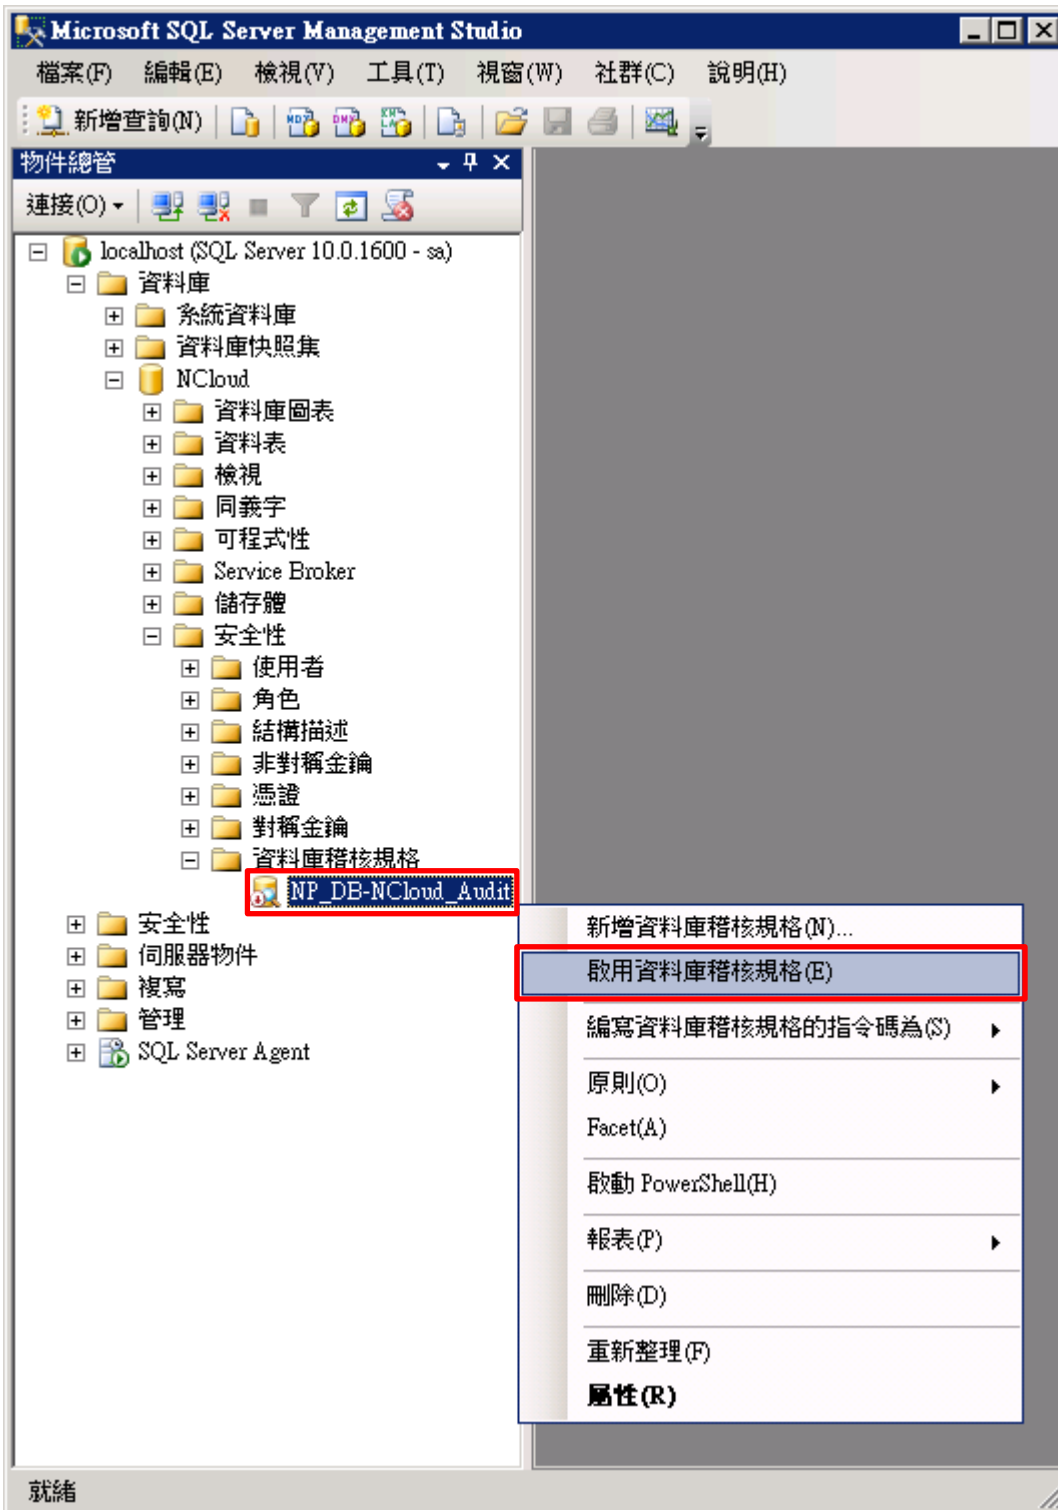 Microsoft SQL Server Management Studio
檔案(F) 編輯(E) 檢視(V) 工具(T) 視窗(W) 社群(C) 說明(H)
新增查詢(N)
物件總管
連接(O)
localhost (SQL Server 10.0.1600 - sa)
資料庫
系統資料庫
資料庫快照集
NCloud
資料庫圖表
資料表
檢視
同義字
可程式性
Service Broker
儲存體
安全性
使用者
角色
結構描述
非對稱金鑰
憑證
對稱金鑰
資料庫稽核規格
NP_DB-NCloud_Audit
安全性
伺服器物件
複寫
管理
SQL Server Agent
新增資料庫稽核規格(N)...
啟用資料庫稽核規格(E)
編寫資料庫稽核規格的指令碼為(S)
原則(O)
Facet(A)
啟動 PowerShell(H)
報表(P)
刪除(D)
重新整理(F)
屬性(R)
就緒